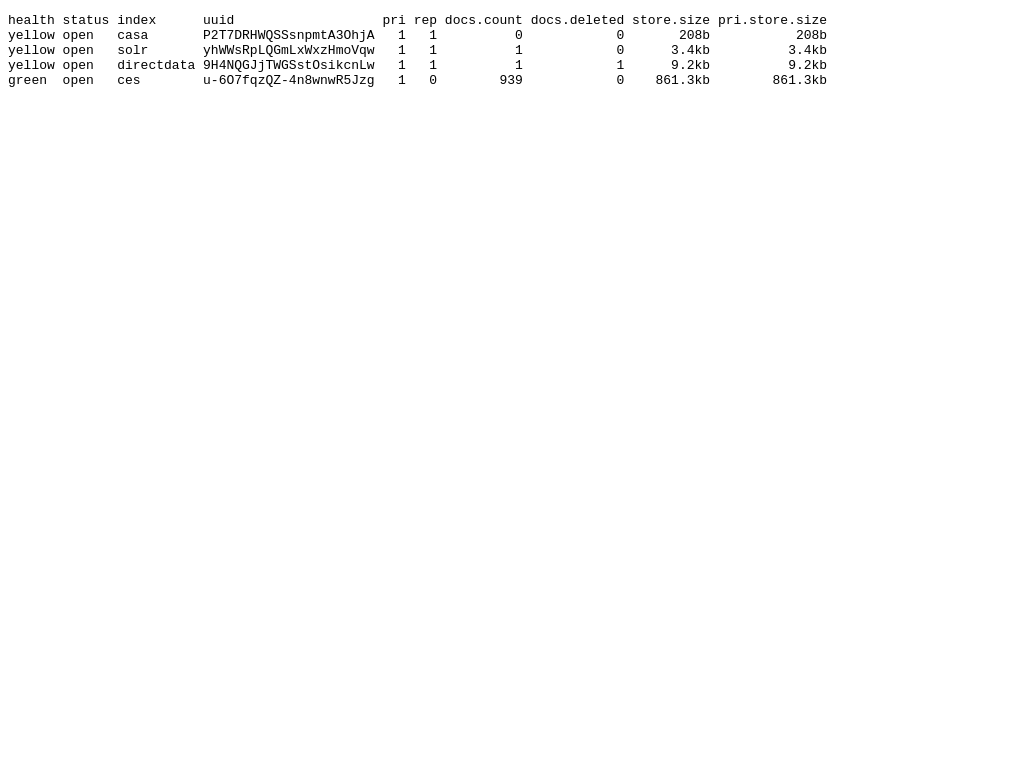 health status index      uuid                   pri rep docs.count docs.deleted store.size pri.store.size
yellow open   casa       P2T7DRHWQSSsnpmtA3OhjA   1   1          0            0       208b           208b
yellow open   solr       yhWWsRpLQGmLxWxzHmoVqw   1   1          1            0      3.4kb          3.4kb
yellow open   directdata 9H4NQGJjTWGSstOsikcnLw   1   1          1            1      9.2kb          9.2kb
green  open   ces        u-6O7fqzQZ-4n8wnwR5Jzg   1   0        939            0    861.3kb        861.3kb